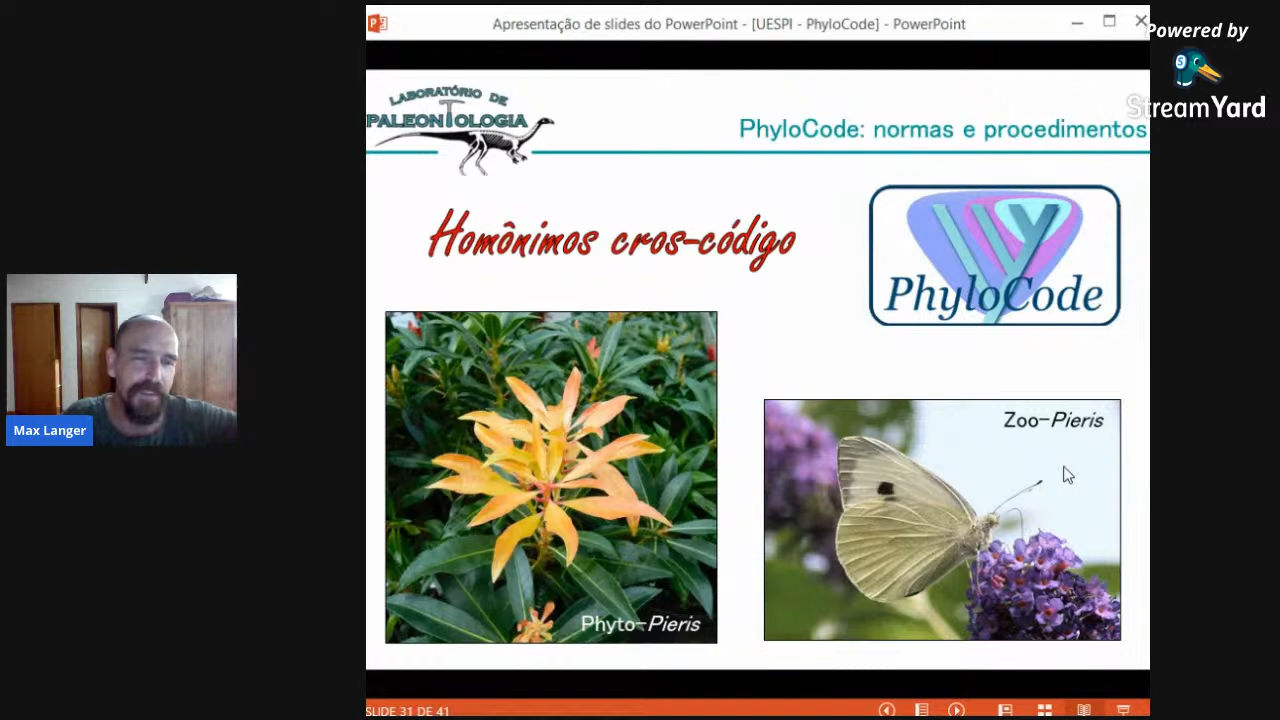 Apresentação de slides do PowerPoint - [UESPI - PhyloCode] - PowerPoint
Powered by
StreamYard
LABORATÓRIO DE
PALEONTOLOGIA
PhyloCode: normas e procedimentos
Homônimos cros-código
PhyloCode
Zoo-Pieris
Max Langer
Phyto-Pieris
SLIDE 31 DE 41